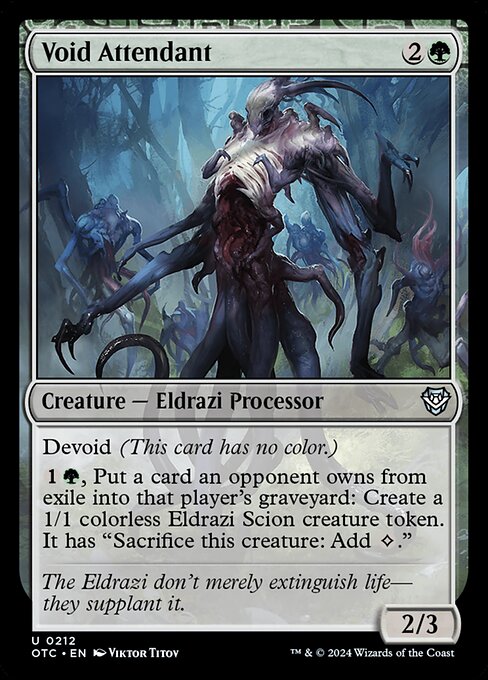 Void Attendant 2
Creature — Eldrazi Processor
Devoid (This card has no color.)
1, Put a card an opponent owns from
exile into that player's graveyard: Create a
1/1 colorless Eldrazi Scion creature token.
It has “Sacrifice this creature: Add .”
The Eldrazi don't merely extinguish life—
they supplant it.
2/3
U 0212
OTC • EN Viktor Titov
™ & © 2024 Wizards of the Coast